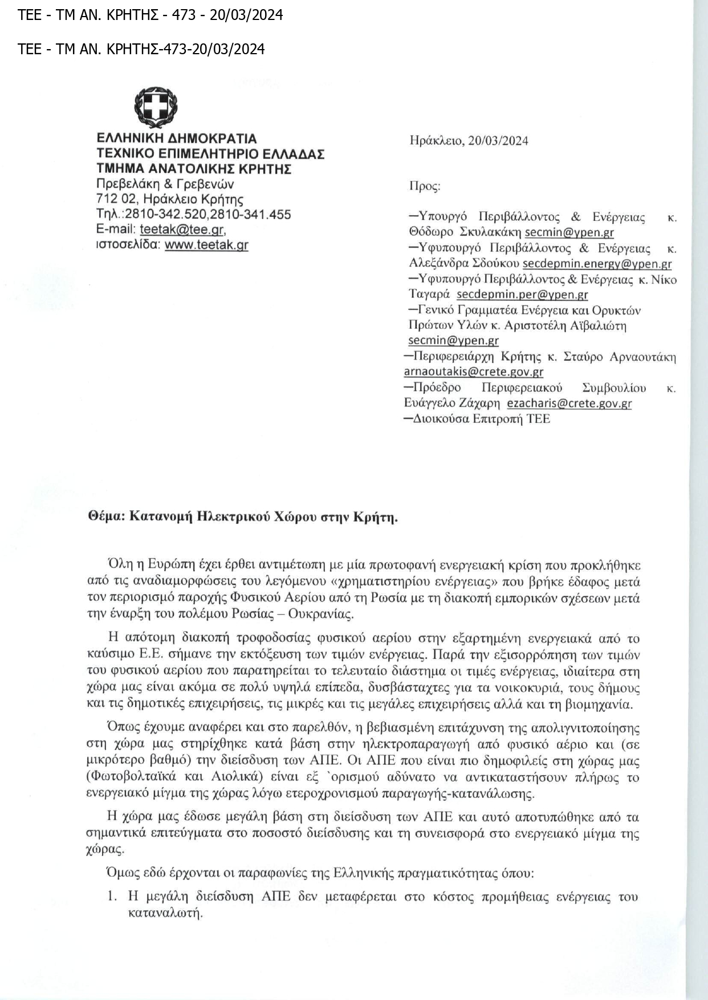 ΤΕΕ - ΤΜ ΑΝ. ΚΡΗΤΗΣ - 473 - 20/03/2024
ΤΕΕ - ΤΜ ΑΝ. ΚΡΗΤΗΣ-473-20/03/2024
ΕΛΛΗΝΙΚΗ ΔΗΜΟΚΡΑΤΙΑ
ΤΕΧΝΙΚΟ ΕΠΙΜΕΛΗΤΗΡΙΟ ΕΛΛΑΔΑΣ
ΤΜΗΜΑ ΑΝΑΤΟΛΙΚΗΣ ΚΡΗΤΗΣ
Πρεβελάκη & Γρεβενών
712 02, Ηράκλειο Κρήτης
Τηλ.:2810-342.520,2810-341.455
E-mail: teetak@tee.gr,
ιστοσελίδα: www.teetak.gr
Ηράκλειο, 20/03/2024
Προς:
–Υπουργό Περιβάλλοντος & Ενέργειας κ.
Θόδωρο Σκυλακάκη secmin@ypen.gr
–Υφυπουργό Περιβάλλοντος & Ενέργειας κ.
Αλεξάνδρα Σδούκου secdepmin.energy@ypen.gr
–Υφυπουργό Περιβάλλοντος & Ενέργειας κ. Νίκο
Ταγαρά secdepmin.per@ypen.gr
–Γενικό Γραμματέα Ενέργεια και Ορυκτών
Πρώτων Υλών κ. Αριστοτέλη Αϊβαλιώτη
secmin@ypen.gr
–Περιφερειάρχη Κρήτης κ. Σταύρο Αρναουτάκη
arnaoutakis@crete.gov.gr
–Πρόεδρο Περιφερειακού Συμβουλίου κ.
Ευάγγελο Ζάχαρη ezacharis@crete.gov.gr
–Διοικούσα Επιτροπή ΤΕΕ
Θέμα: Κατανομή Ηλεκτρικού Χώρου στην Κρήτη.
Όλη η Ευρώπη έχει έρθει αντιμέτωπη με μία πρωτοφανή ενεργειακή κρίση που προκλήθηκε
από τις αναδιαμορφώσεις του λεγόμενου «χρηματιστηρίου ενέργειας» που βρήκε έδαφος μετά
τον περιορισμό παροχής Φυσικού Αερίου από τη Ρωσία με τη διακοπή εμπορικών σχέσεων μετά
την έναρξη του πολέμου Ρωσίας – Ουκρανίας.
Η απότομη διακοπή τροφοδοσίας φυσικού αερίου στην εξαρτημένη ενεργειακά από το
καύσιμο Ε.Ε. σήμανε την εκτόξευση των τιμών ενέργειας. Παρά την εξισορρόπηση των τιμών
του φυσικού αερίου που παρατηρείται το τελευταίο διάστημα οι τιμές ενέργειας, ιδιαίτερα στη
χώρα μας είναι ακόμα σε πολύ υψηλά επίπεδα, δυσβάσταχτες για τα νοικοκυριά, τους δήμους
και τις δημοτικές επιχειρήσεις, τις μικρές και τις μεγάλες επιχειρήσεις αλλά και τη βιομηχανία.
Όπως έχουμε αναφέρει και στο παρελθόν, η βεβιασμένη επιτάχυνση της απολιγνιτοποίησης
στη χώρα μας στηρίχθηκε κατά βάση στην ηλεκτροπαραγωγή από φυσικό αέριο και (σε
μικρότερο βαθμό) την διείσδυση των ΑΠΕ. Οι ΑΠΕ που είναι πιο δημοφιλείς στη χώρας μας
(Φωτοβολταϊκά και Αιολικά) είναι εξ `ορισμού αδύνατο να αντικαταστήσουν πλήρως το
ενεργειακό μίγμα της χώρας λόγω ετεροχρονισμού παραγωγής-κατανάλωσης.
Η χώρα μας έδωσε μεγάλη βάση στη διείσδυση των ΑΠΕ και αυτό αποτυπώθηκε από τα
σημαντικά επιτεύγματα στο ποσοστό διείσδυσης και τη συνεισφορά στο ενεργειακό μίγμα της
χώρας.
Όμως εδώ έρχονται οι παραφωνίες της Ελληνικής πραγματικότητας όπου:
1. Η μεγάλη διείσδυση ΑΠΕ δεν μεταφέρεται στο κόστος προμήθειας ενέργειας του
καταναλωτή.